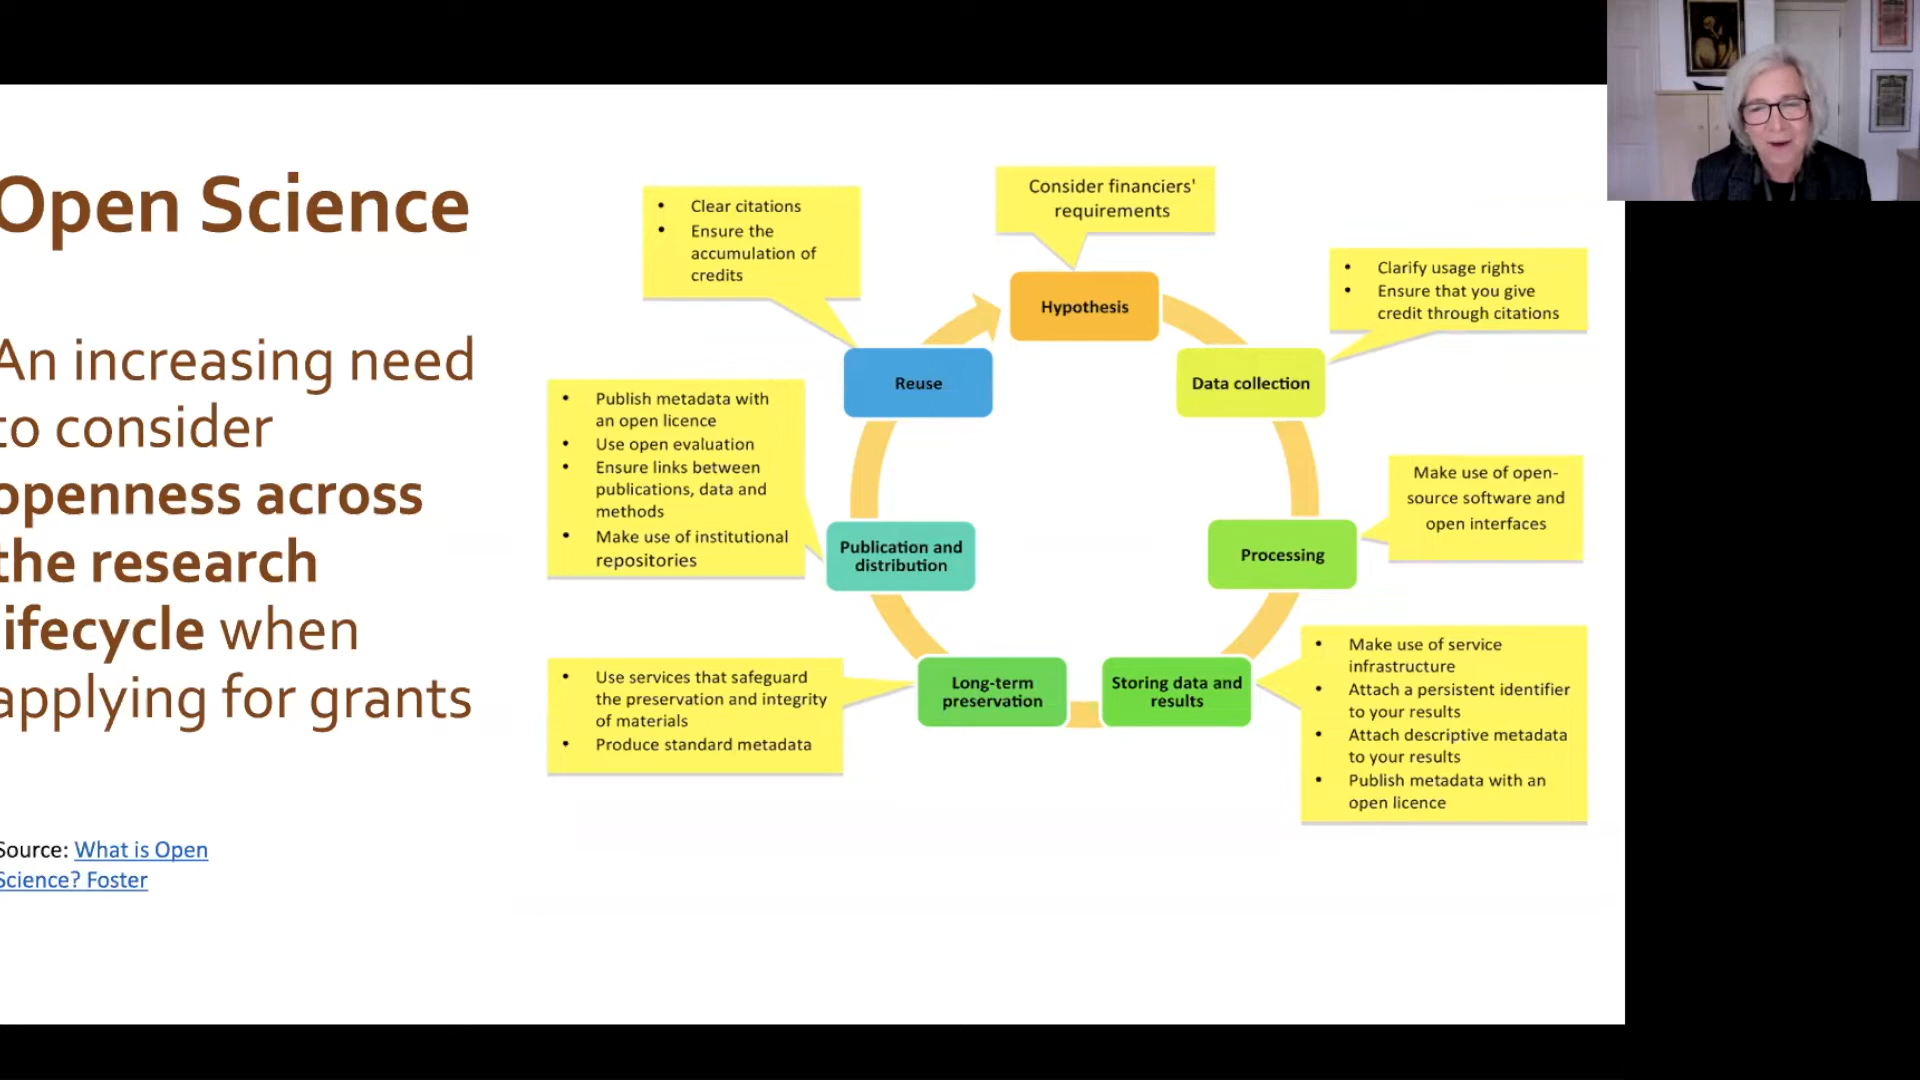 Open Science
An increasing need
to consider
openness across
the research
lifecycle when
applying for grants
Source: What is Open
Science? Foster
Consider financiers'
requirements
Hypothesis
• Clarify usage rights
• Ensure that you give
credit through citations
Data collection
Make use of open-
source software and
open interfaces
Processing
• Make use of service
infrastructure
• Attach a persistent identifier
to your results
• Attach descriptive metadata
to your results
• Publish metadata with an
open licence
Storing data and
results
Long-term
preservation
• Use services that safeguard
the preservation and integrity
of materials
• Produce standard metadata
Publication and
distribution
• Publish metadata with
an open licence
• Use open evaluation
• Ensure links between
publications, data and
methods
• Make use of institutional
repositories
Reuse
• Clear citations
• Ensure the
accumulation of
credits